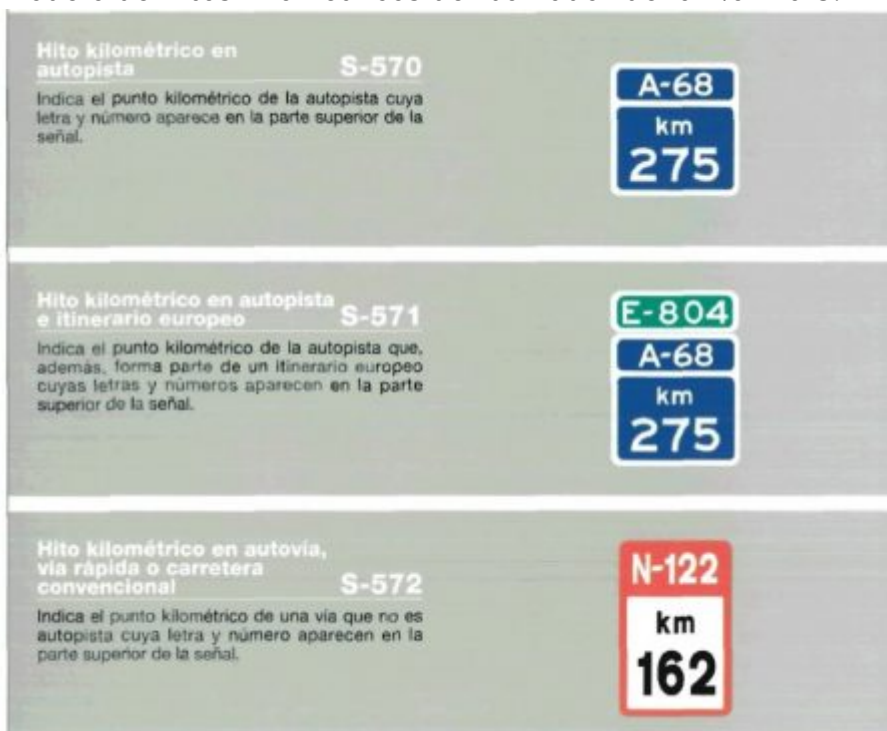 Hito kilométrico en
autopista S-570
Indica el punto kilométrico de la autopista cuya
letra y número aparece en la parte superior de la
señal.
A-68
km
275
Hito kilométrico en autopista
e itinerario europeo S-571
Indica el punto kilométrico de la autopista que,
además, forma parte de un itinerario europeo
cuyas letras y números aparecen en la parte
superior de la señal.
E-804
A-68
km
275
Hito kilométrico en autovía,
vía rápida o carretera
convencional S-572
Indica el punto kilométrico de una vía que no es
autopista cuya letra y número aparecen en la
parte superior de la señal.
N-122
km
162